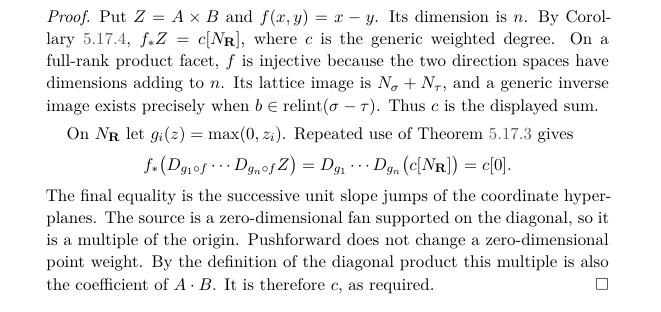 Proof. Put Z = A × B and f(x, y) = x − y. Its dimension is n. By Corol-
lary 5.17.4, f∗Z = c[N_R], where c is the generic weighted degree. On a
full-rank product facet, f is injective because the two direction spaces have
dimensions adding to n. Its lattice image is N_σ + N_τ, and a generic inverse
image exists precisely when b ∈ relint(σ − τ). Thus c is the displayed sum.
On N_R let g_i(z) = max(0, z_i). Repeated use of Theorem 5.17.3 gives
f∗(D_{g_1∘f} ⋯ D_{g_n∘f} Z) = D_{g_1} ⋯ D_{g_n}(c[N_R]) = c[0].
The final equality is the successive unit slope jumps of the coordinate hyper-
planes. The source is a zero-dimensional fan supported on the diagonal, so it
is a multiple of the origin. Pushforward does not change a zero-dimensional
point weight. By the definition of the diagonal product this multiple is also
the coefficient of A · B. It is therefore c, as required. □